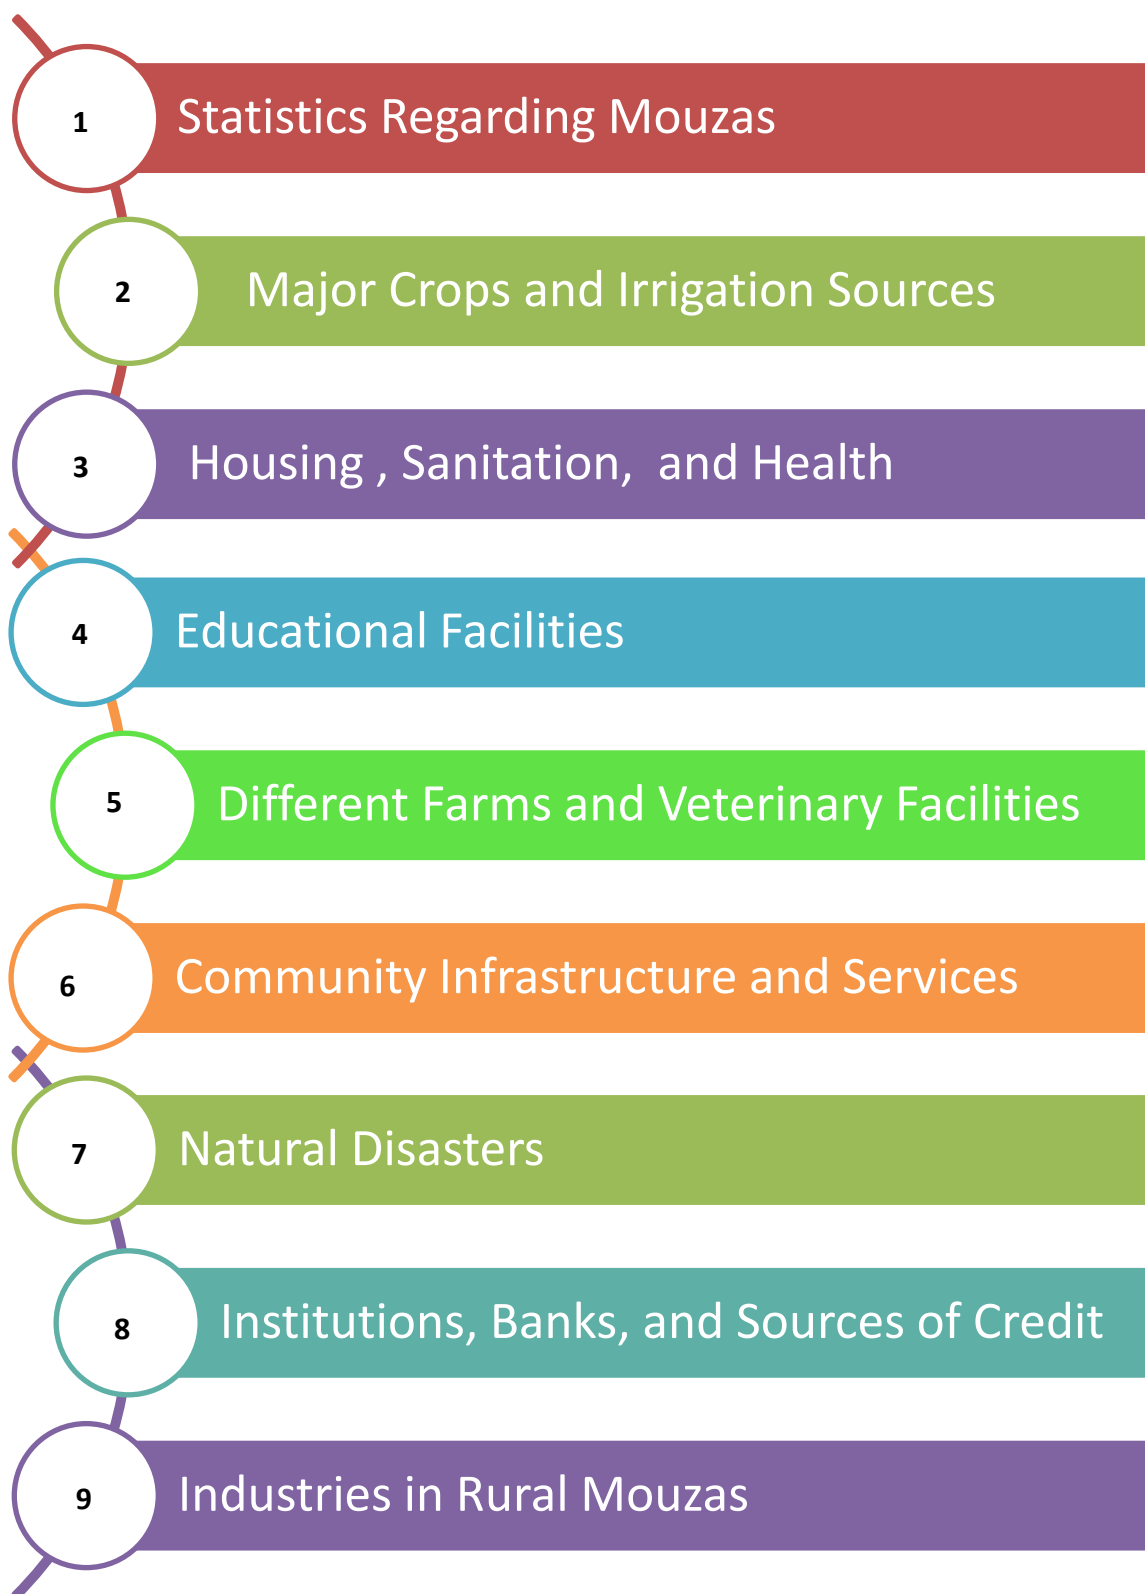 1 Statistics Regarding Mouzas
2 Major Crops and Irrigation Sources
3 Housing , Sanitation, and Health
4 Educational Facilities
5 Different Farms and Veterinary Facilities
6 Community Infrastructure and Services
7 Natural Disasters
8 Institutions, Banks, and Sources of Credit
9 Industries in Rural Mouzas